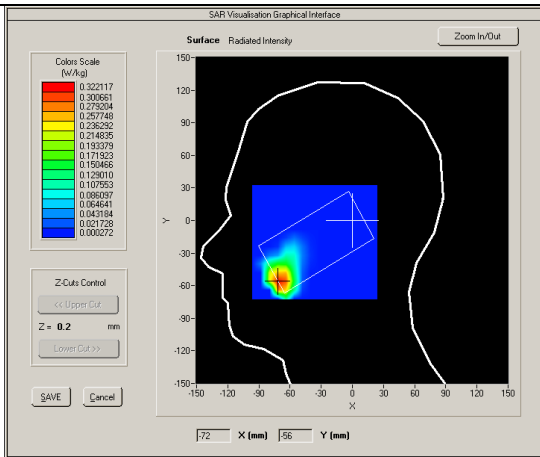 SAR Visualisation Graphical Interface
Surface Radiated Intensity
Zoom In/Out
Colors Scale
(W/kg)
0.322117
0.300661
0.279204
0.257748
0.236292
0.214835
0.193379
0.171923
0.150466
0.129010
0.107553
0.086097
0.064641
0.043184
0.021728
0.000272
Z-Cuts Control
<< Upper Cut
Z = 0.2 mm
Lower Cut >>
SAVE Cancel
150
120
90
60
30
0
-30
-60
-90
-120
-150
Y
-150 -120 -90 -60 -30 0 30 60 90 120 150
X
-72 X (mm) -56 Y (mm)